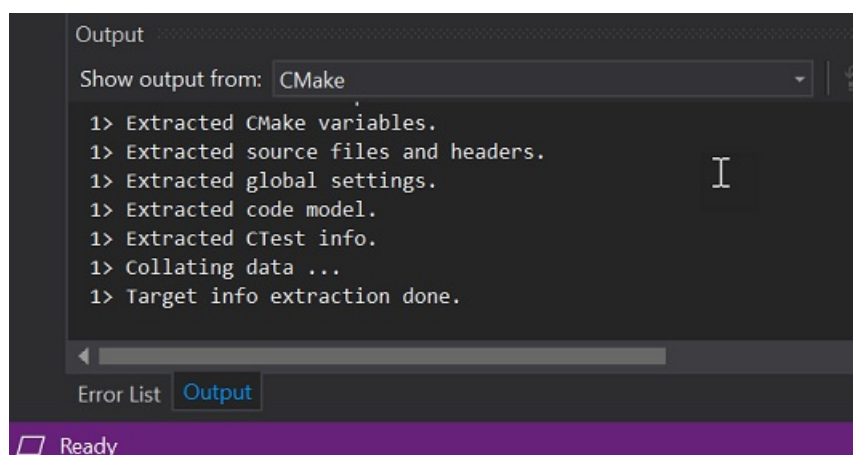 Output
Show output from: CMake
1> Extracted CMake variables.
1> Extracted source files and headers.
1> Extracted global settings.
1> Extracted code model.
1> Extracted CTest info.
1> Collating data ...
1> Target info extraction done.
Error List Output
Ready